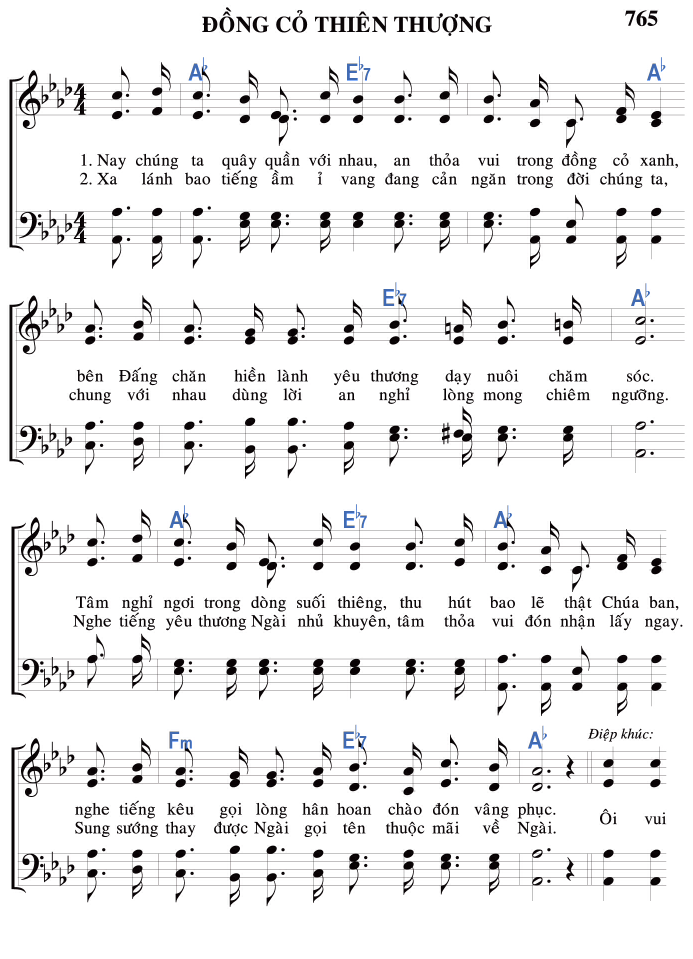 765
ĐỒNG CỎ THIÊN THƯỢNG
A♭ E♭7 A♭
1. Nay chúng ta quây quần với nhau, an thỏa vui trong đồng cỏ xanh,
2. Xa lánh bao tiếng ầm ỉ vang đang cản ngăn trong đời chúng ta,
E♭7 A♭
bên Đấng chăn hiền lành yêu thương dạy nuôi chăm sóc.
chung với nhau dùng lời an nghỉ lòng mong chiêm ngưỡng.
A♭ E♭7 A♭
Tâm nghỉ ngơi trong dòng suối thiêng, thu hút bao lẽ thật Chúa ban,
Nghe tiếng yêu thương Ngài nhủ khuyên, tâm thỏa vui đón nhận lấy ngay.
Điệp khúc:
Fm E♭7 A♭
nghe tiếng kêu gọi lòng hân hoan chào đón vâng phục.
Sung sướng thay được Ngài gọi tên thuộc mãi về Ngài.
Ôi vui